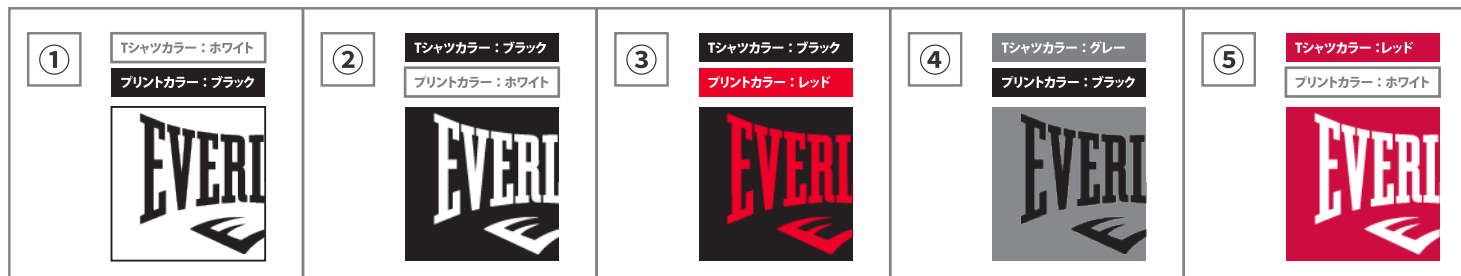 ①
Tシャツカラー：ホワイト
プリントカラー：ブラック
EVERL
②
Tシャツカラー：ブラック
プリントカラー：ホワイト
EVERL
③
Tシャツカラー：ブラック
プリントカラー：レッド
EVERL
④
Tシャツカラー：グレー
プリントカラー：ブラック
EVERL
⑤
Tシャツカラー：レッド
プリントカラー：ホワイト
EVERL